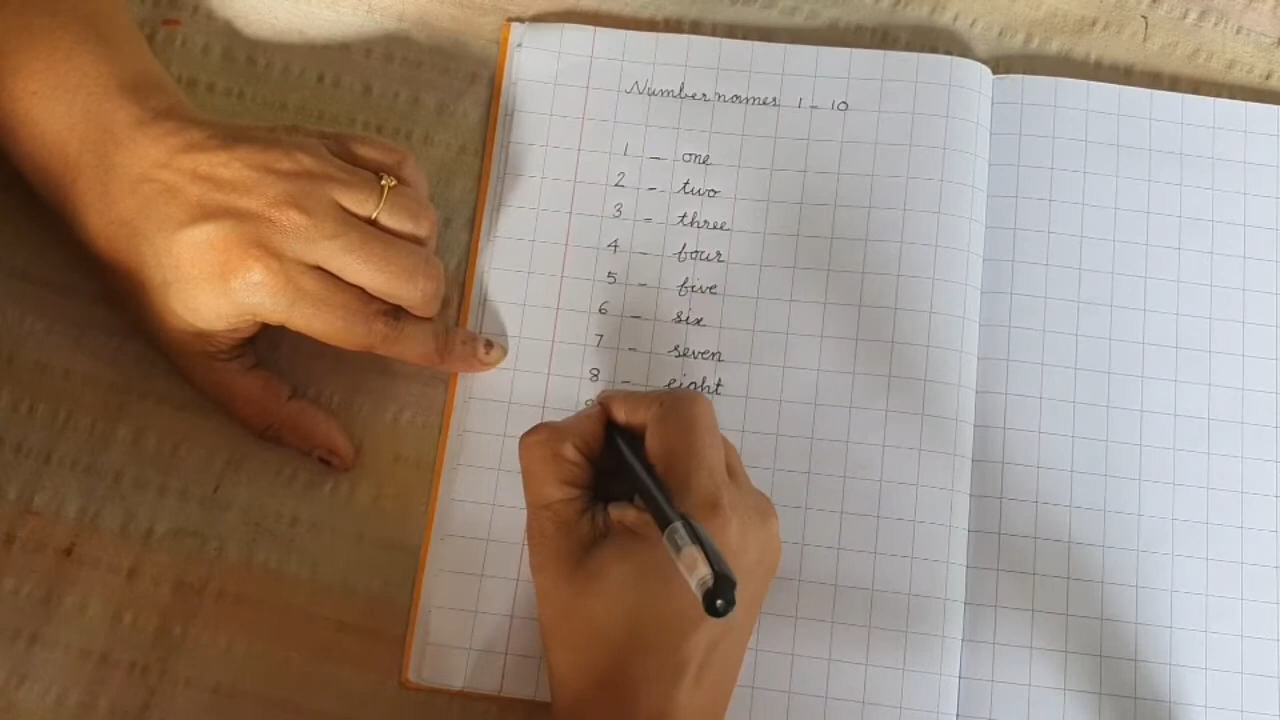 Number names 1 - 10
1 - one
2 - two
3 - three
4 - four
5 - five
6 - six
7 - seven
8 - eight
9